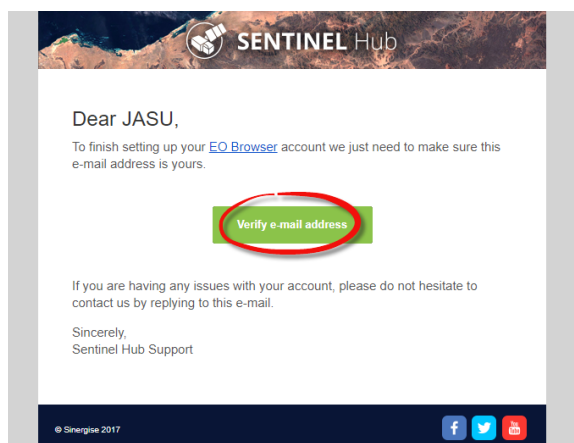 SENTINEL Hub
Dear JASU,
To finish setting up your EO Browser account we just need to make sure this
e-mail address is yours.
Verify e-mail address
If you are having any issues with your account, please do not hesitate to
contact us by replying to this e-mail.
Sincerely,
Sentinel Hub Support
© Sinergise 2017